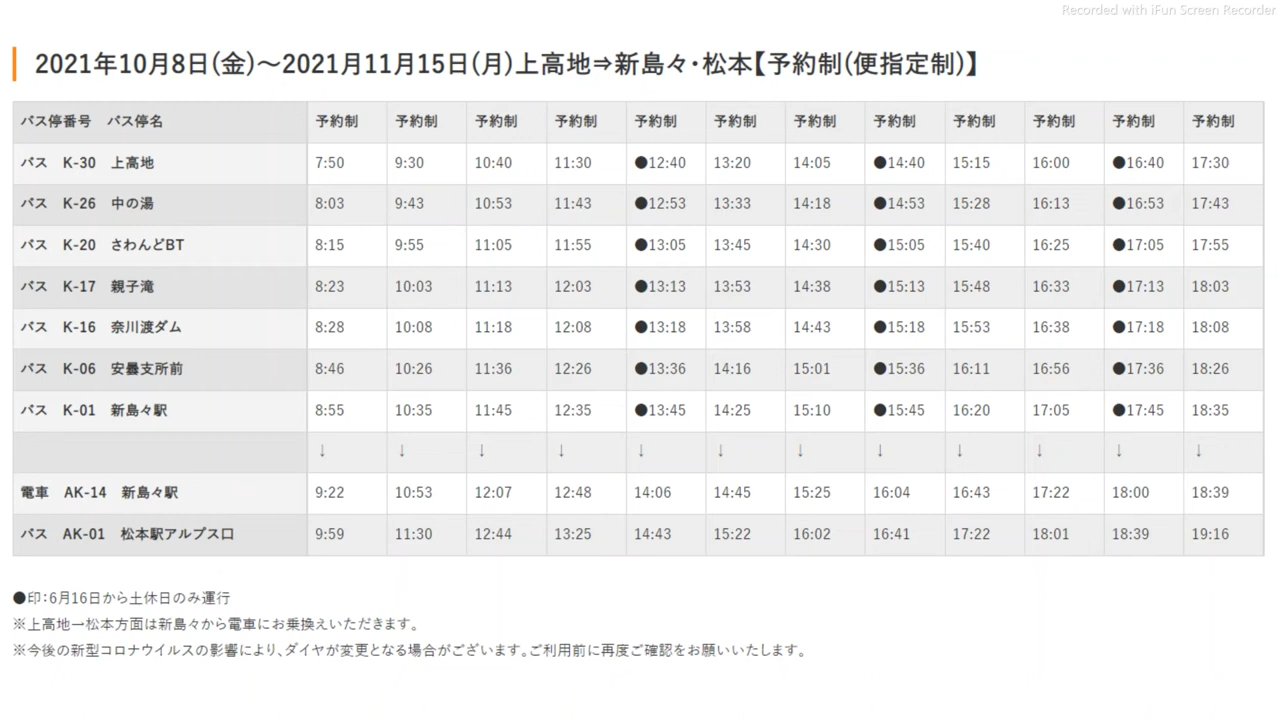 Recorded with iFun Screen Recorder
2021年10月8日(金)～2021月11月15日(月)上高地⇒新島々・松本【予約制(便指定制)】
バス停番号 バス停名 予約制 予約制 予約制 予約制 予約制 予約制 予約制 予約制 予約制 予約制 予約制 予約制
バス K-30 上高地 7:50 9:30 10:40 11:30 ●12:40 13:20 14:05 ●14:40 15:15 16:00 ●16:40 17:30
バス K-26 中の湯 8:03 9:43 10:53 11:43 ●12:53 13:33 14:18 ●14:53 15:28 16:13 ●16:53 17:43
バス K-20 さわんどBT 8:15 9:55 11:05 11:55 ●13:05 13:45 14:30 ●15:05 15:40 16:25 ●17:05 17:55
バス K-17 親子滝 8:23 10:03 11:13 12:03 ●13:13 13:53 14:38 ●15:13 15:48 16:33 ●17:13 18:03
バス K-16 奈川渡ダム 8:28 10:08 11:18 12:08 ●13:18 13:58 14:43 ●15:18 15:53 16:38 ●17:18 18:08
バス K-06 安曇支所前 8:46 10:26 11:36 12:26 ●13:36 14:16 15:01 ●15:36 16:11 16:56 ●17:36 18:26
バス K-01 新島々駅 8:55 10:35 11:45 12:35 ●13:45 14:25 15:10 ●15:45 16:20 17:05 ●17:45 18:35
↓ ↓ ↓ ↓ ↓ ↓ ↓ ↓ ↓ ↓ ↓ ↓
電車 AK-14 新島々駅 9:22 10:53 12:07 12:48 14:06 14:45 15:25 16:04 16:43 17:22 18:00 18:39
バス AK-01 松本駅アルプス口 9:59 11:30 12:44 13:25 14:43 15:22 16:02 16:41 17:22 18:01 18:39 19:16
●印:6月16日から土休日のみ運行
※上高地→松本方面は新島々から電車にお乗換えいただきます。
※今後の新型コロナウイルスの影響により、ダイヤが変更となる場合がございます。ご利用前に再度ご確認をお願いいたします。